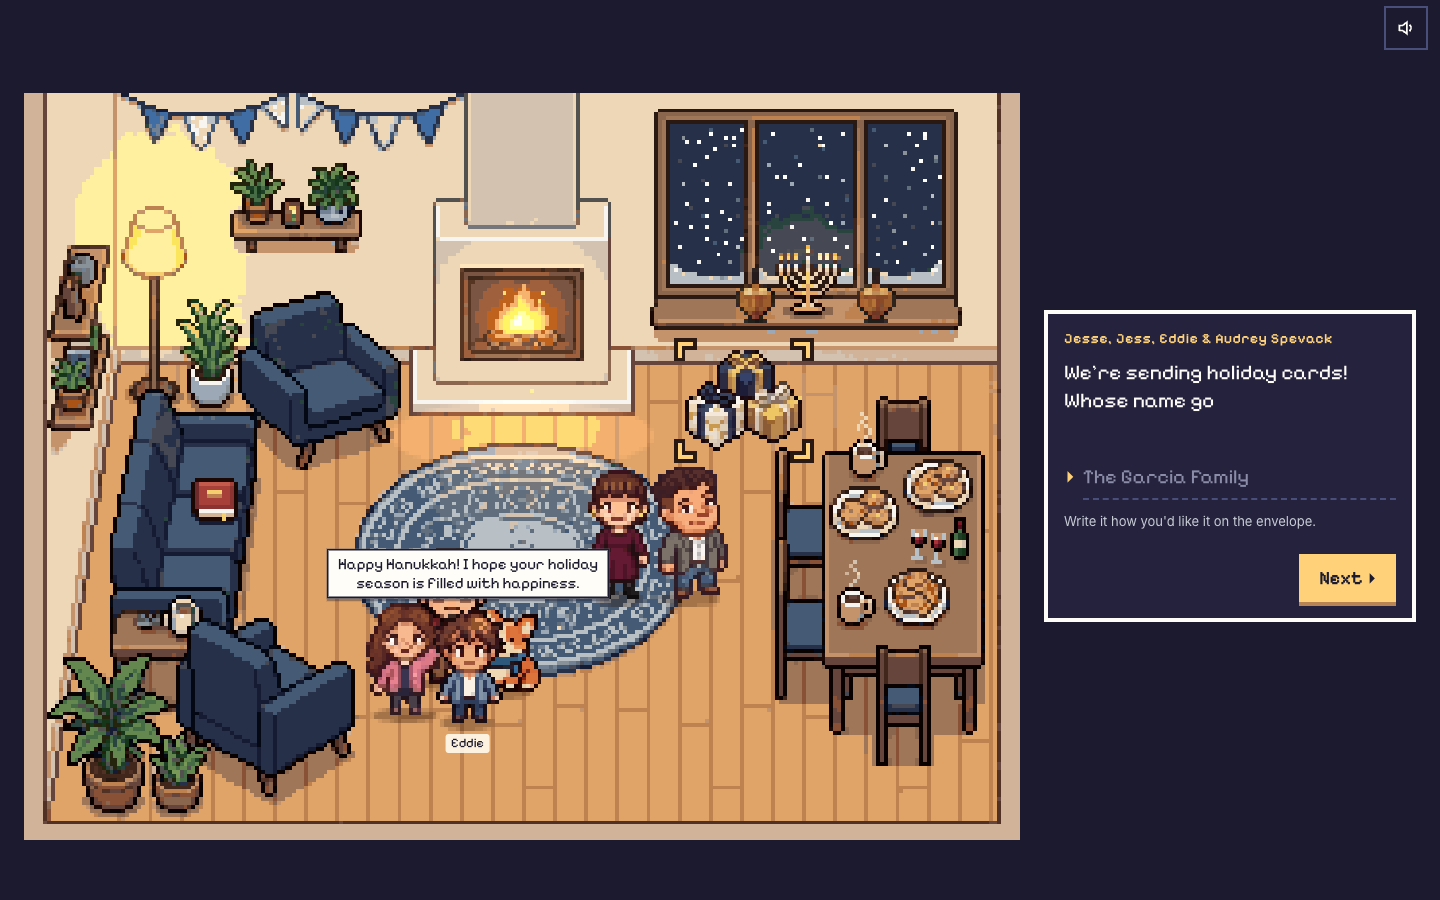 Happy Hanukkah! I hope your holiday
season is filled with happiness.
Eddie
Jesse, Jess, Eddie & Audrey Spevack
We're sending holiday cards!
Whose name go
The Garcia Family
Write it how you'd like it on the envelope.
Next